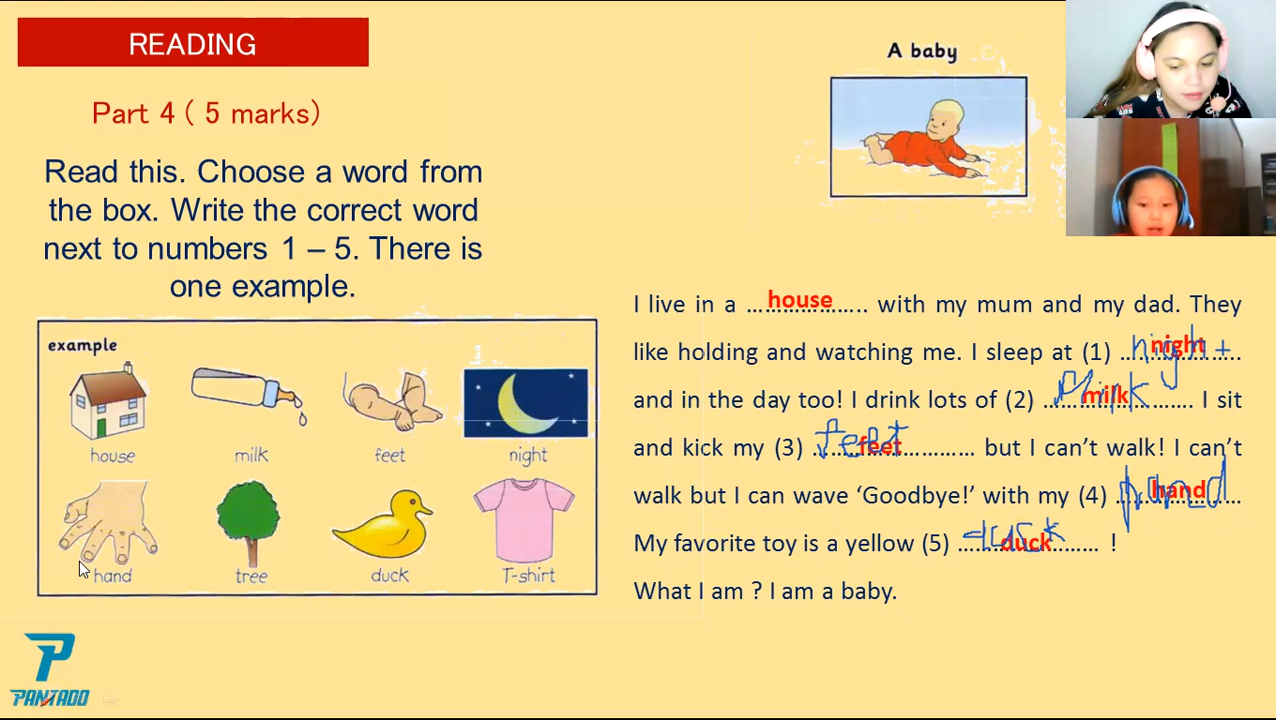 READING
Part 4 ( 5 marks)
Read this. Choose a word from
the box. Write the correct word
next to numbers 1 – 5. There is
one example.
example
house milk feet night
hand tree duck T-shirt
PANTADO
A baby
I live in a ...house... with my mum and my dad. They
like holding and watching me. I sleep at (1) ...night...
night
and in the day too! I drink lots of (2) ...milk... I sit
and kick my (3) ...feet... but I can't walk! I can't
feet
walk but I can wave 'Goodbye!' with my (4) ...hand...
My favorite toy is a yellow (5) ...duck... !
duck
What I am ? I am a baby.